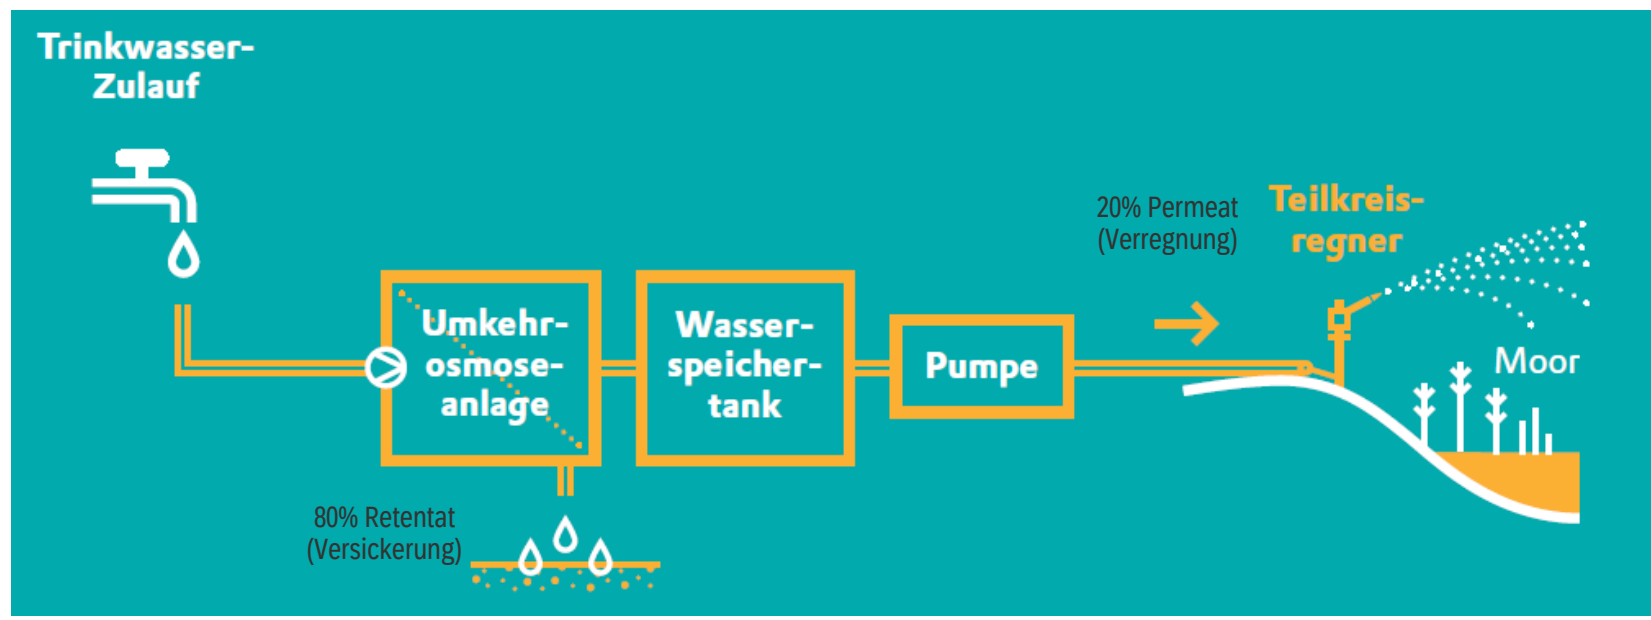 Trinkwasser-
Zulauf
Umkehr-
osmose-
anlage
80% Retentat
(Versickerung)
Wasser-
speicher-
tank
Pumpe
20% Permeat
(Verregnung)
Teilkreis-
regner
Moor